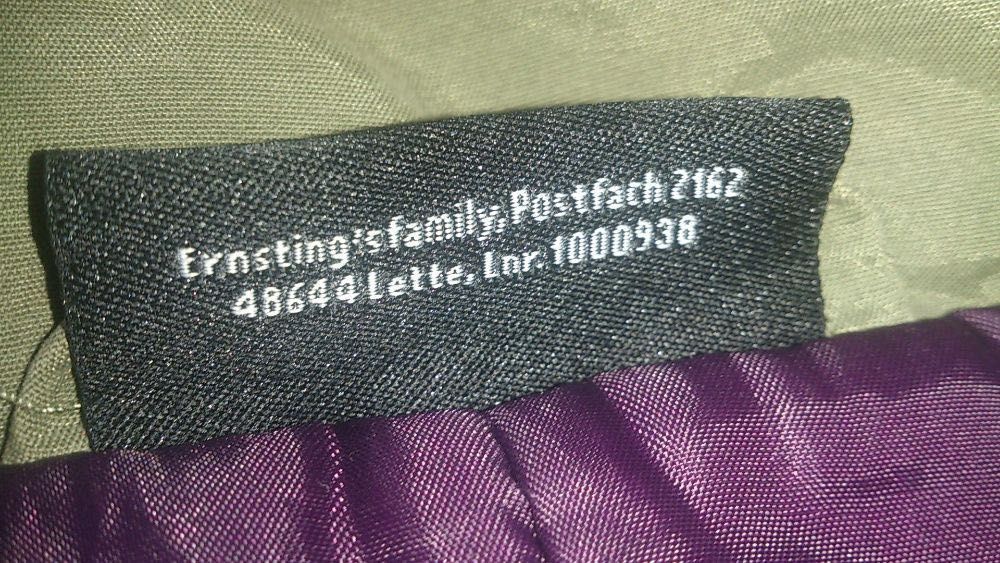 Ernsting's family, Postfach 2162
48644 Lette, Lnr. 1000938